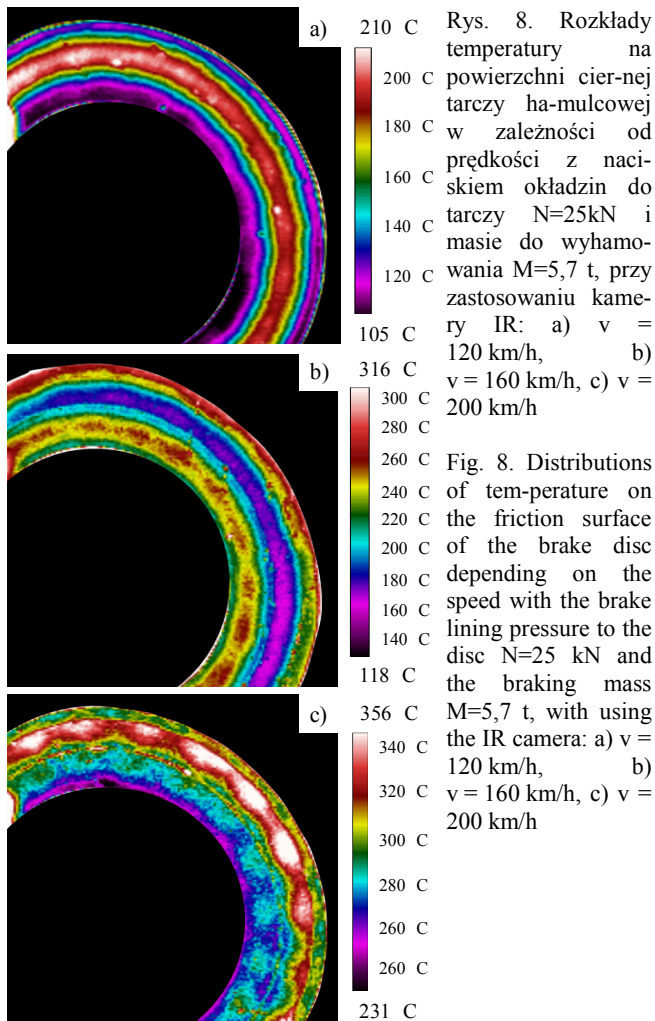 a)
210 C
200 C
180 C
160 C
140 C
120 C
105 C
b)
316 C
300 C
280 C
260 C
240 C
220 C
200 C
180 C
160 C
140 C
118 C
c)
356 C
340 C
320 C
300 C
280 C
260 C
260 C
231 C
Rys. 8. Rozkłady
temperatury na
powierzchni cier-nej
tarczy ha-mulcowej
w zależności od
prędkości z naci-
skiem okładzin do
tarczy N=25kN i
masie do wyhamo-
wania M=5,7 t, przy
zastosowaniu kame-
ry IR: a) v =
120 km/h, b)
v = 160 km/h, c) v =
200 km/h
Fig. 8. Distributions
of tem-perature on
the friction surface
of the brake disc
depending on the
speed with the brake
lining pressure to the
disc N=25 kN and
the braking mass
M=5,7 t, with using
the IR camera: a) v =
120 km/h, b)
v = 160 km/h, c) v =
200 km/h